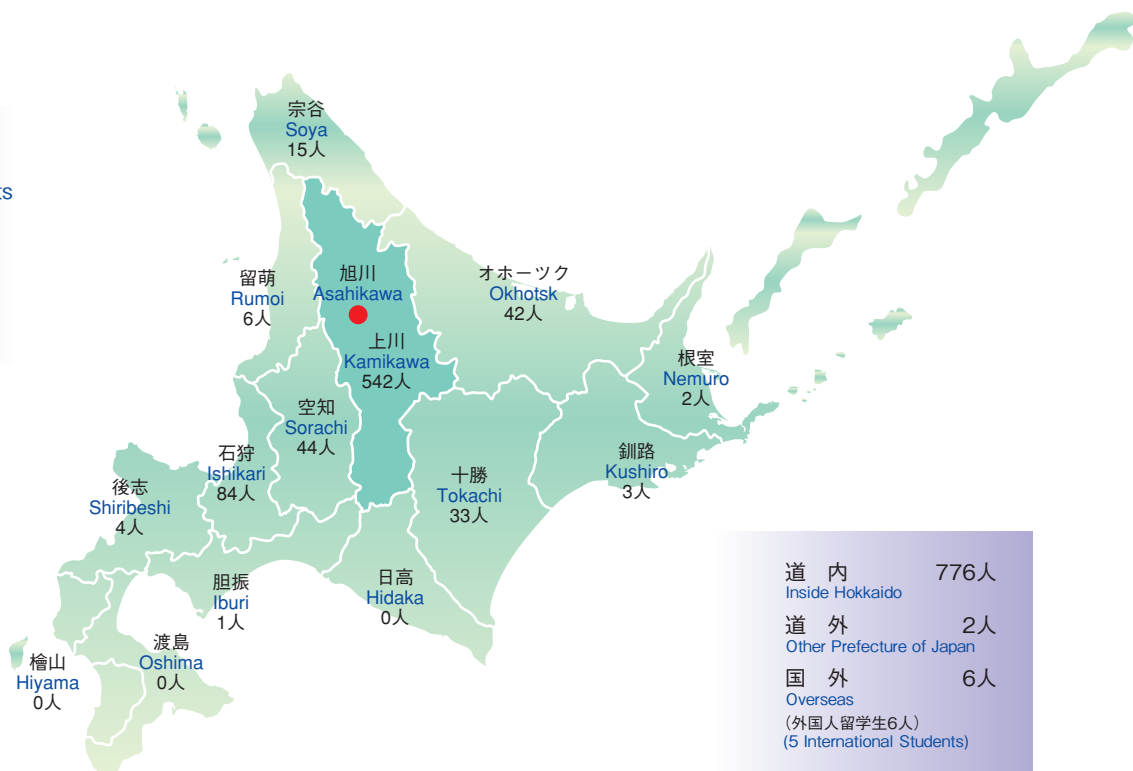 ts
宗谷
Soya
15人
留萌
Rumoi
6人
旭川
Asahikawa
上川
Kamikawa
542人
オホーツク
Okhotsk
42人
根室
Nemuro
2人
空知
Sorachi
44人
石狩
Ishikari
84人
後志
Shiribeshi
4人
十勝
Tokachi
33人
釧路
Kushiro
3人
胆振
Iburi
1人
日高
Hidaka
0人
渡島
Oshima
0人
檜山
Hiyama
0人
道 内 776人
Inside Hokkaido
道 外 2人
Other Prefecture of Japan
国 外 6人
Overseas
(外国人留学生6人)
(5 International Students)